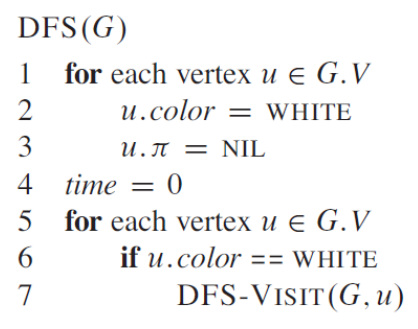 DFS(G)
1 for each vertex u ∈ G.V
2 u.color = WHITE
3 u.π = NIL
4 time = 0
5 for each vertex u ∈ G.V
6 if u.color == WHITE
7 DFS-VISIT(G, u)